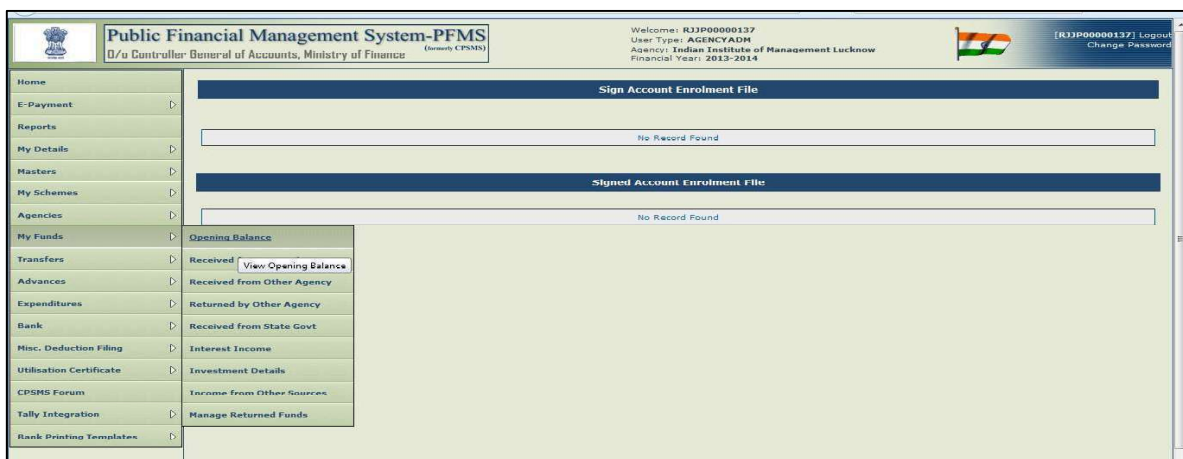 Public Financial Management System-PFMS
(formerly CPSMS)
O/o Controller General of Accounts, Ministry of Finance
Welcome: RJJP00000137
User Type: AGENCYADM
Agency: Indian Institute of Management Lucknow
Financial Year: 2013-2014
[RJJP00000137] Logout
Change Password
Home
E-Payment
Reports
My Details
Masters
My Schemes
Agencies
My Funds
Transfers
Advances
Expenditures
Bank
Misc. Deduction Filing
Utilisation Certificate
CPSMS Forum
Tally Integration
Bank Printing Templates
Sign Account Enrolment File
No Record Found
Signed Account Enrolment File
No Record Found
Opening Balance
Received
View Opening Balance
Received from Other Agency
Returned by Other Agency
Received from State Govt
Interest Income
Investment Details
Income from Other Sources
Manage Returned Funds